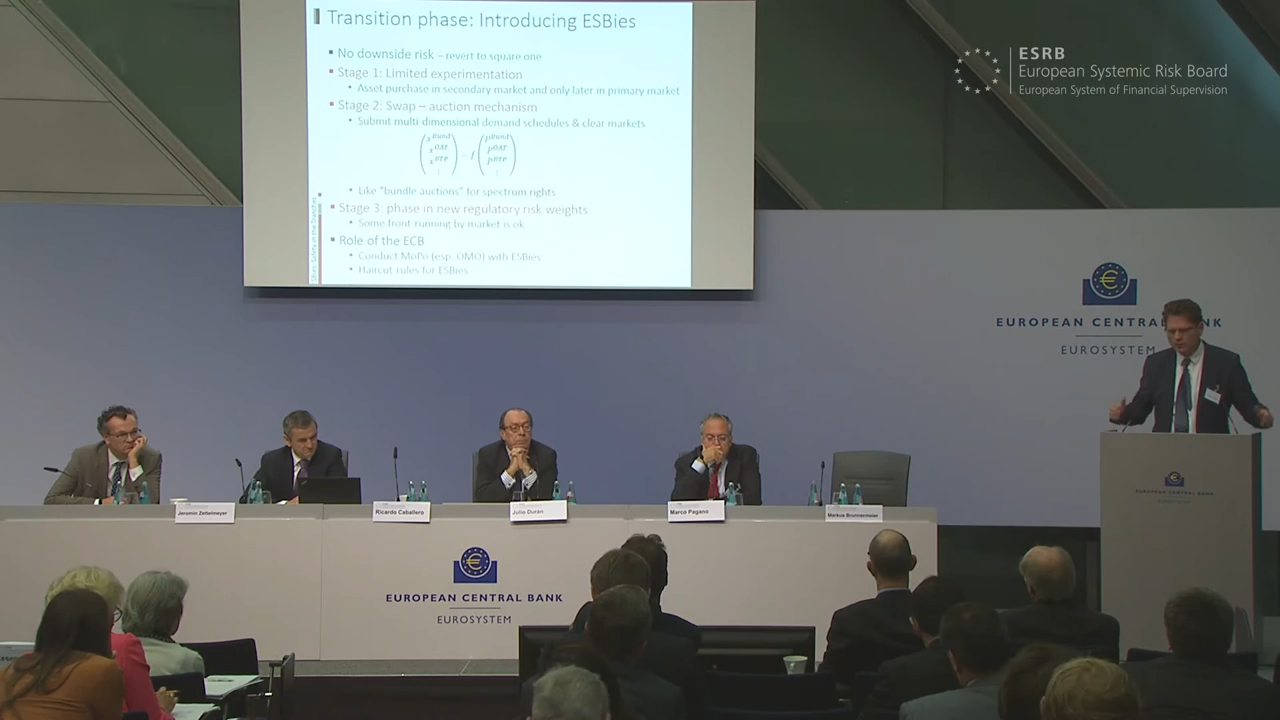 Transition phase: Introducing ESBies
No downside risk – revert to square one
Stage 1: Limited experimentation
Asset purchase in secondary market and only later in primary market
Stage 2: Swap – auction mechanism
Submit multi-dimensional demand schedules & clear markets
Like "bundle auctions" for spectrum rights
Stage 3: phase in new regulatory risk weights
Some front-running by market is ok
Role of the ECB
Conduct MoPo (esp. OMO) with ESBies
Haircut rules for ESBies
ESRB
European Systemic Risk Board
European System of Financial Supervision
EUROPEAN CENTRAL BANK
EUROSYSTEM
Jeromin Zettelmeyer
Ricardo Caballero
Julio Durán
Marco Pagano
Markus Brunnermeier
EUROPEAN CENTRAL BANK
EUROSYSTEM
EUROPEAN CENTRAL BANK